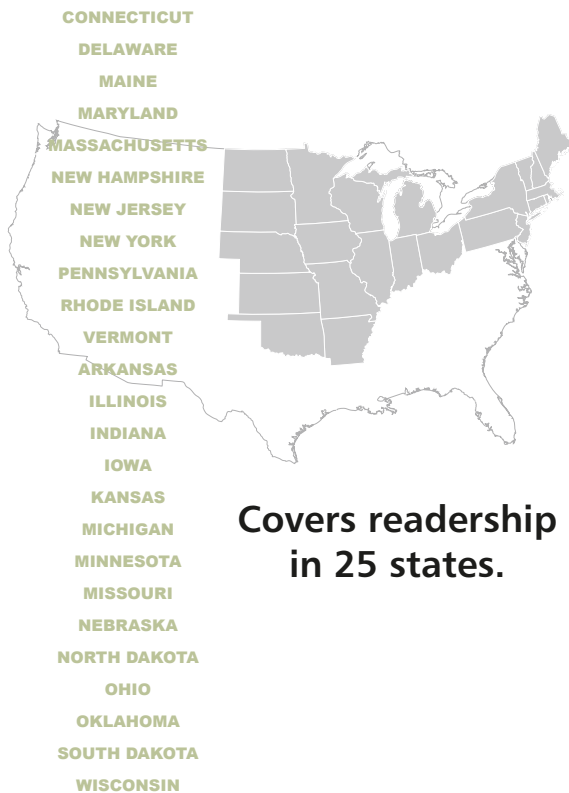 CONNECTICUT
DELAWARE
MAINE
MARYLAND
MASSACHUSETTS
NEW HAMPSHIRE
NEW JERSEY
NEW YORK
PENNSYLVANIA
RHODE ISLAND
VERMONT
ARKANSAS
ILLINOIS
INDIANA
IOWA
KANSAS
MICHIGAN
MINNESOTA
MISSOURI
NEBRASKA
NORTH DAKOTA
OHIO
OKLAHOMA
SOUTH DAKOTA
WISCONSIN
Covers readership
in 25 states.